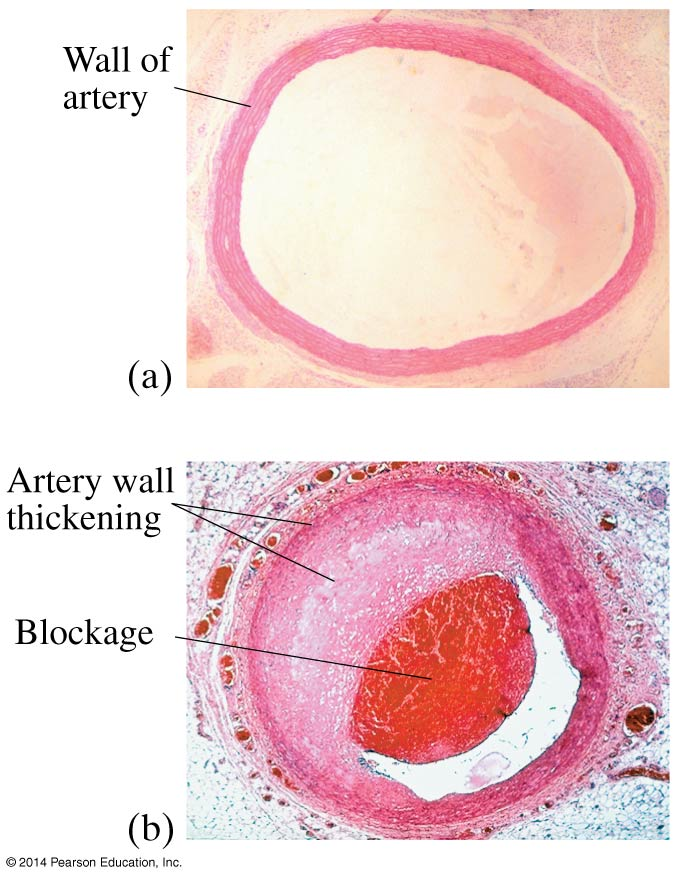 Wall of
artery
(a)
Artery wall
thickening
Blockage
(b)
© 2014 Pearson Education, Inc.